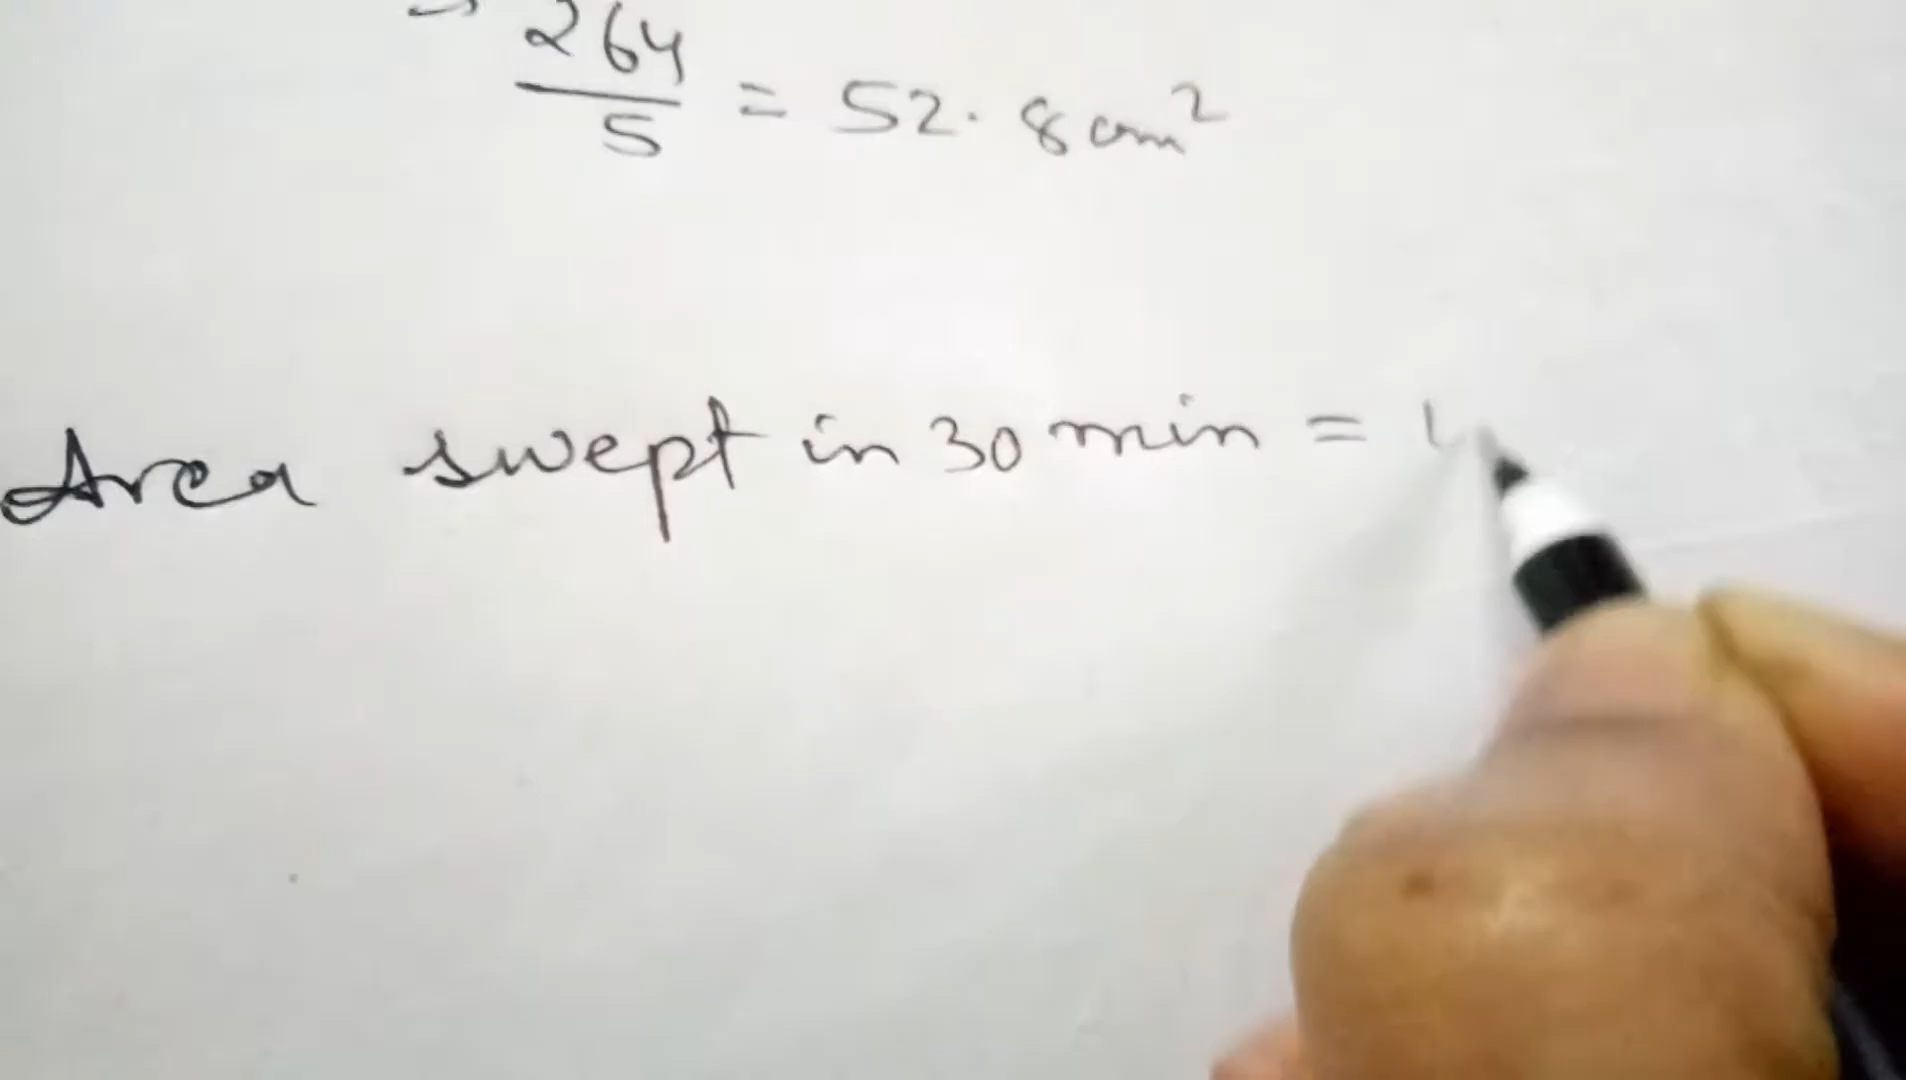 264
/5 = 52.8 cm²
Area swept in 30 min =